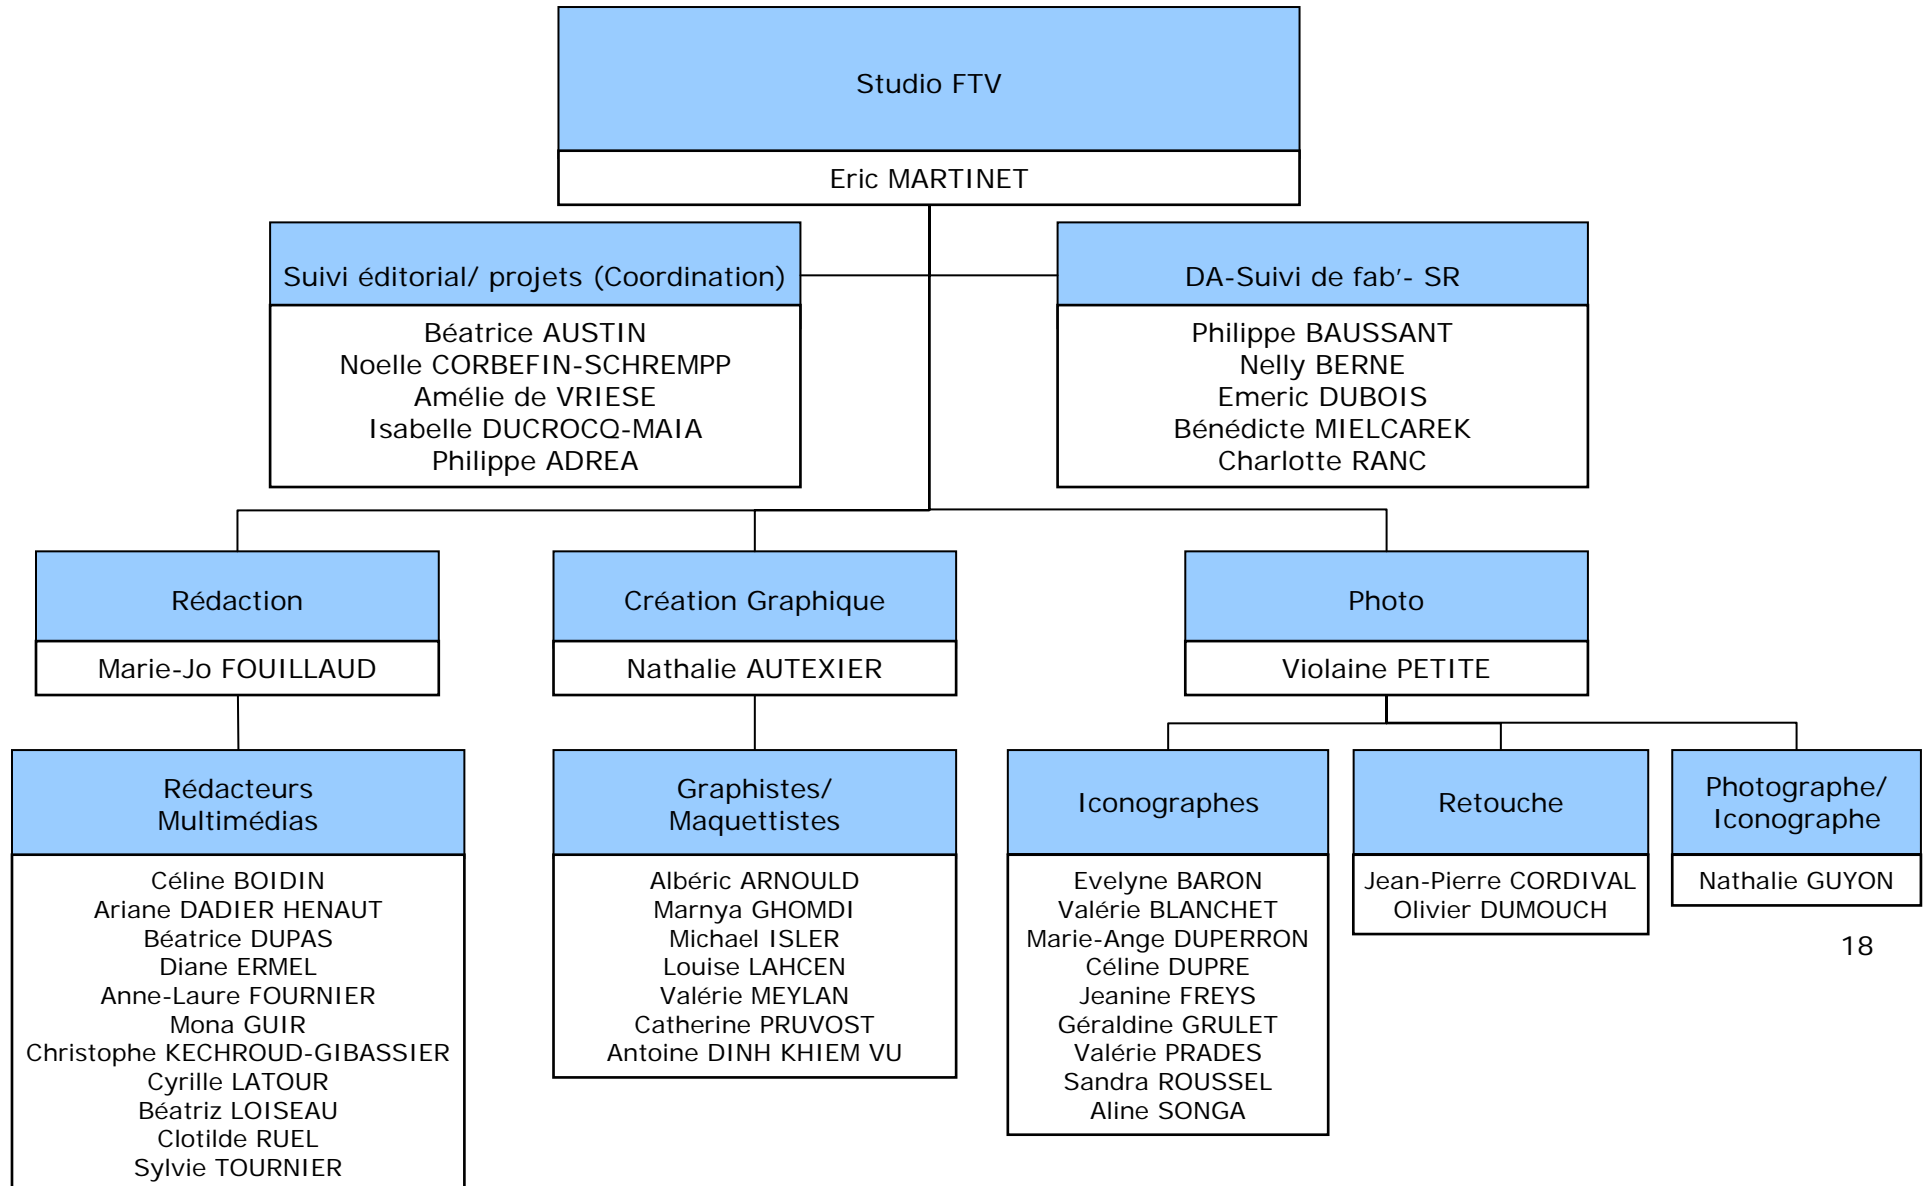 Studio FTV
Eric MARTINET
Suivi éditorial/ projets (Coordination)
Béatrice AUSTIN
Noelle CORBEFIN-SCHREMPP
Amélie de VRIESE
Isabelle DUCROCQ-MAIA
Philippe ADREA
DA-Suivi de fab'- SR
Philippe BAUSSANT
Nelly BERNE
Emeric DUBOIS
Bénédicte MIELCAREK
Charlotte RANC
Rédaction
Marie-Jo FOUILLAUD
Création Graphique
Nathalie AUTEXIER
Photo
Violaine PETITE
Rédacteurs
Multimédias
Céline BOIDIN
Ariane DADIER HENAUT
Béatrice DUPAS
Diane ERMEL
Anne-Laure FOURNIER
Mona GUIR
Christophe KECHROUD-GIBASSIER
Cyrille LATOUR
Béatriz LOISEAU
Clotilde RUEL
Sylvie TOURNIER
Graphistes/
Maquettistes
Albéric ARNOULD
Marnya GHOMDI
Michael ISLER
Louise LAHCEN
Valérie MEYLAN
Catherine PRUVOST
Antoine DINH KHIEM VU
Iconographes
Evelyne BARON
Valérie BLANCHET
Marie-Ange DUPERRON
Céline DUPRE
Jeanine FREYS
Géraldine GRULET
Valérie PRADES
Sandra ROUSSEL
Aline SONGA
Retouche
Jean-Pierre CORDIVAL
Olivier DUMOUCH
Photographe/
Iconographe
Nathalie GUYON
18